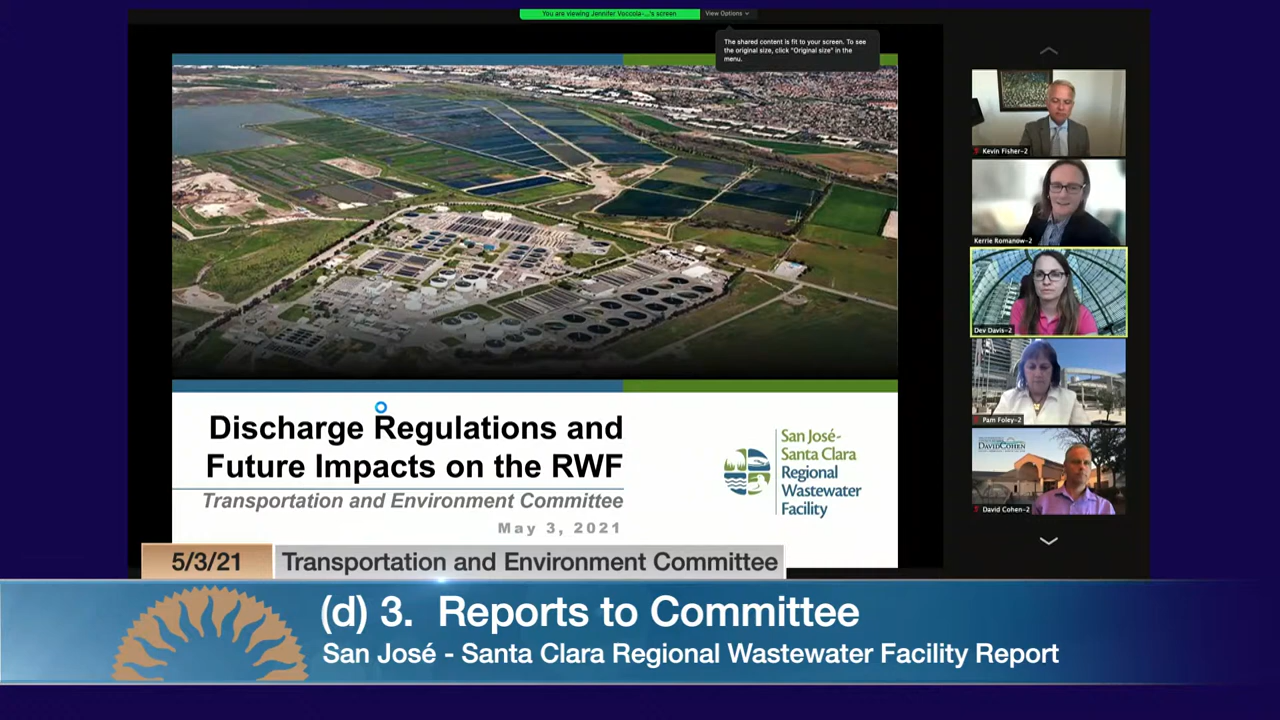 You are viewing Jennifer Voccola-...'s screen
View Options
The shared content is fit to your screen. To see
the original size, click "Original size" in the
menu.
Kevin Fisher-2
Kerrie Romanow-2
Dev Davis-2
Pam Foley-2
DAVID COHEN
David Cohen-2
Discharge Regulations and
Future Impacts on the RWF
Transportation and Environment Committee
May 3, 2021
San José-
Santa Clara
Regional
Wastewater
Facility
5/3/21
Transportation and Environment Committee
(d) 3. Reports to Committee
San José - Santa Clara Regional Wastewater Facility Report